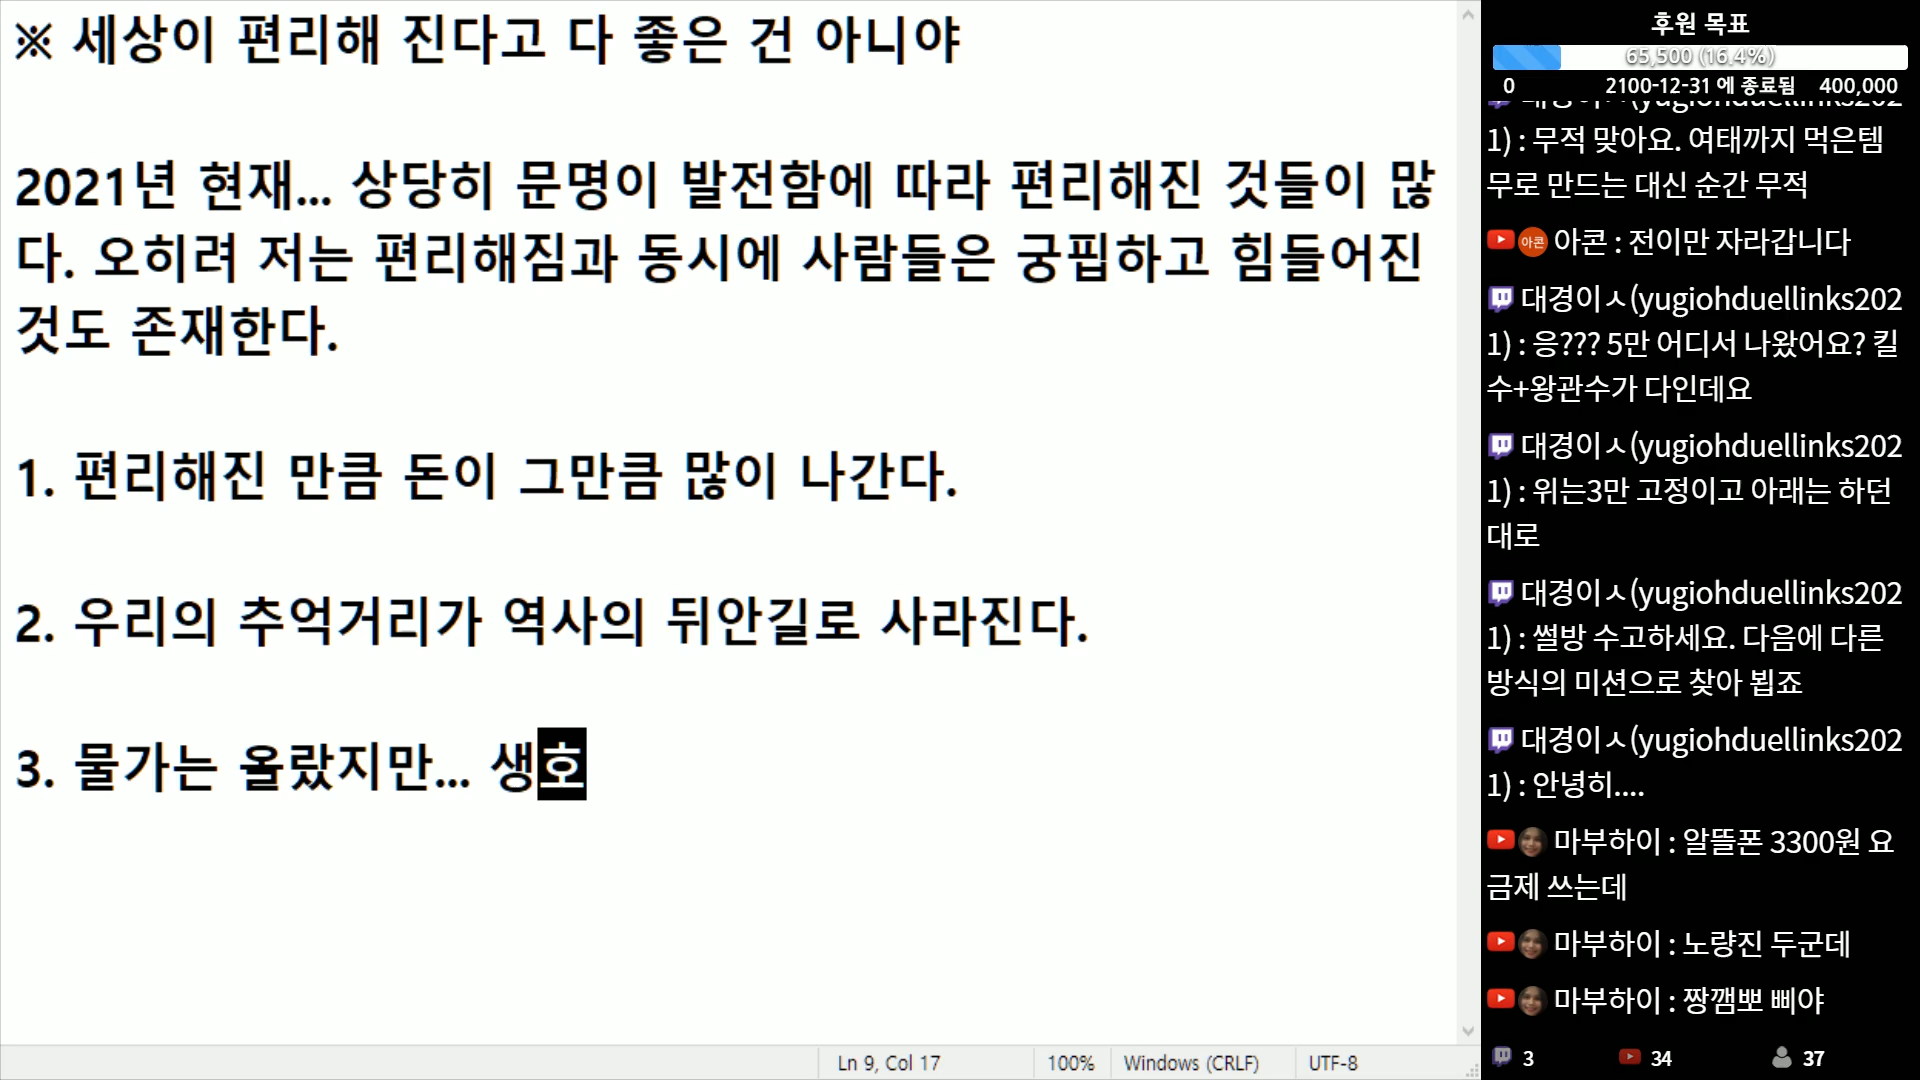 ※ 세상이 편리해 진다고 다 좋은 건 아니야
2021년 현재... 상당히 문명이 발전함에 따라 편리해진 것들이 많
다. 오히려 저는 편리해짐과 동시에 사람들은 궁핍하고 힘들어진
것도 존재한다.
1. 편리해진 만큼 돈이 그만큼 많이 나간다.
2. 우리의 추억거리가 역사의 뒤안길로 사라진다.
3. 물가는 올랐지만... 생호
Ln 9, Col 17
100%
Windows (CRLF)
UTF-8
후원 목표
65,500 (16.4%)
0 2100-12-31 에 종료됨 400,000
대경이ㅅ(yugiohduellinks202
1) : 무적 맞아요. 여태까지 먹은템
무로 만드는 대신 순간 무적
아콘 아콘 : 전이만 자라갑니다
대경이ㅅ(yugiohduellinks202
1) : 응??? 5만 어디서 나왔어요? 킬
수+왕관수가 다인데요
대경이ㅅ(yugiohduellinks202
1) : 위는3만 고정이고 아래는 하던
대로
대경이ㅅ(yugiohduellinks202
1) : 썰방 수고하세요. 다음에 다른
방식의 미션으로 찾아 뵙죠
대경이ㅅ(yugiohduellinks202
1) : 안녕히....
마부하이 : 알뜰폰 3300원 요
금제 쓰는데
마부하이 : 노량진 두군데
마부하이 : 짱깸뽀 삐야
3 34 37